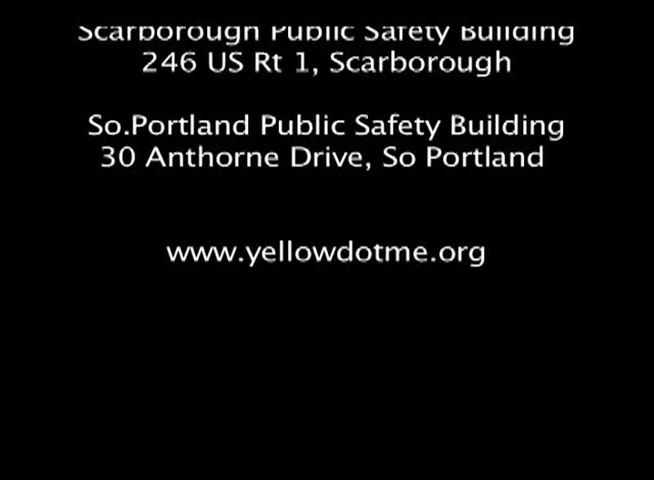 Scarborough Public Safety Building
246 US Rt 1, Scarborough
So.Portland Public Safety Building
30 Anthorne Drive, So Portland
www.yellowdotme.org